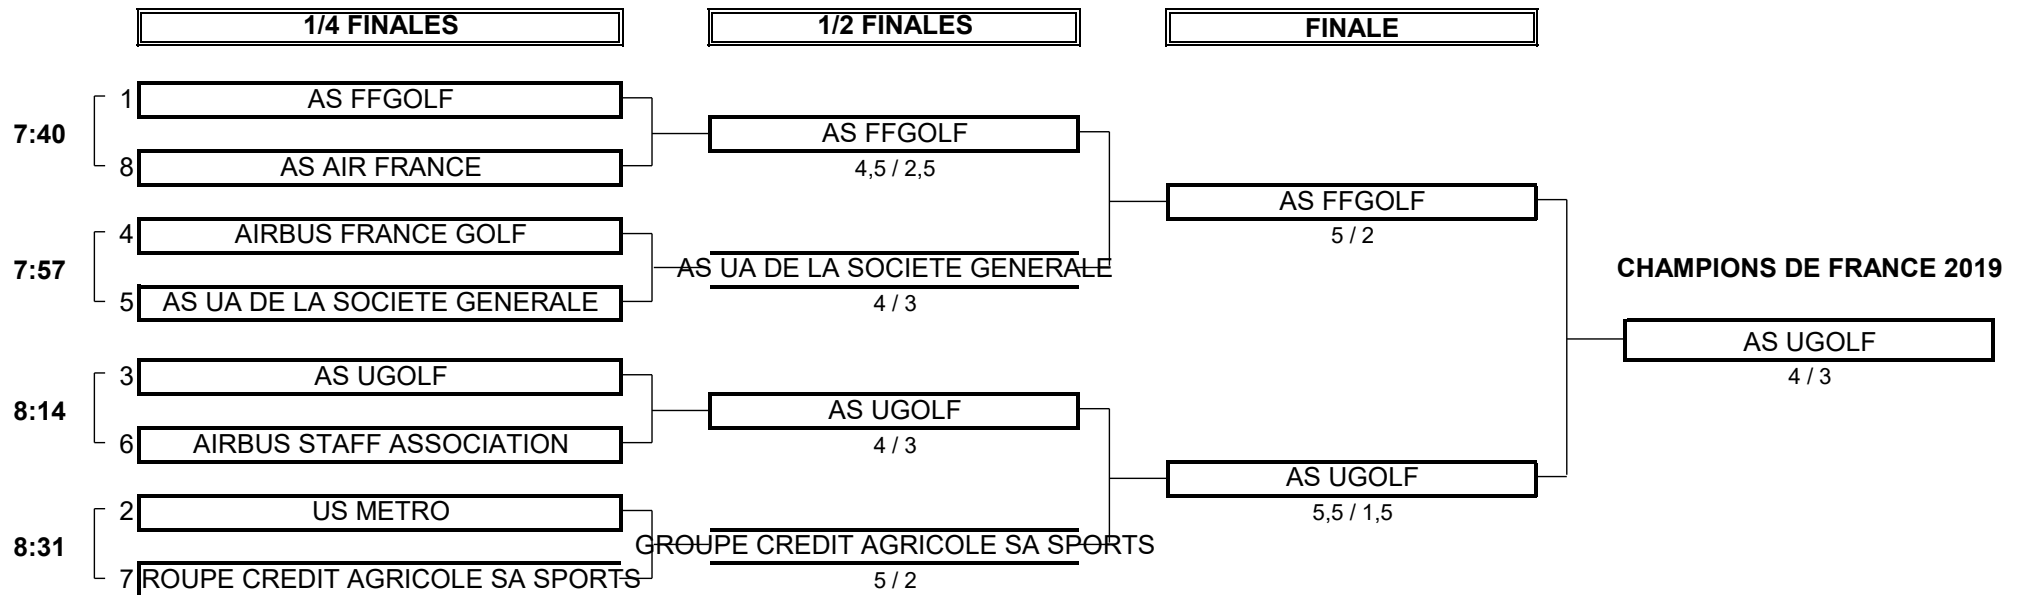 1/4 FINALES
1/2 FINALES
FINALE
1 AS FFGOLF
7:40
8 AS AIR FRANCE
AS FFGOLF
4,5 / 2,5
4 AIRBUS FRANCE GOLF
7:57
5 AS UA DE LA SOCIETE GENERALE
AS UA DE LA SOCIETE GENERALE
4 / 3
AS FFGOLF
5 / 2
3 AS UGOLF
8:14
6 AIRBUS STAFF ASSOCIATION
AS UGOLF
4 / 3
2 US METRO
8:31
7 ROUPE CREDIT AGRICOLE SA SPORTS
GROUPE CREDIT AGRICOLE SA SPORTS
5 / 2
AS UGOLF
5,5 / 1,5
CHAMPIONS DE FRANCE 2019
AS UGOLF
4 / 3